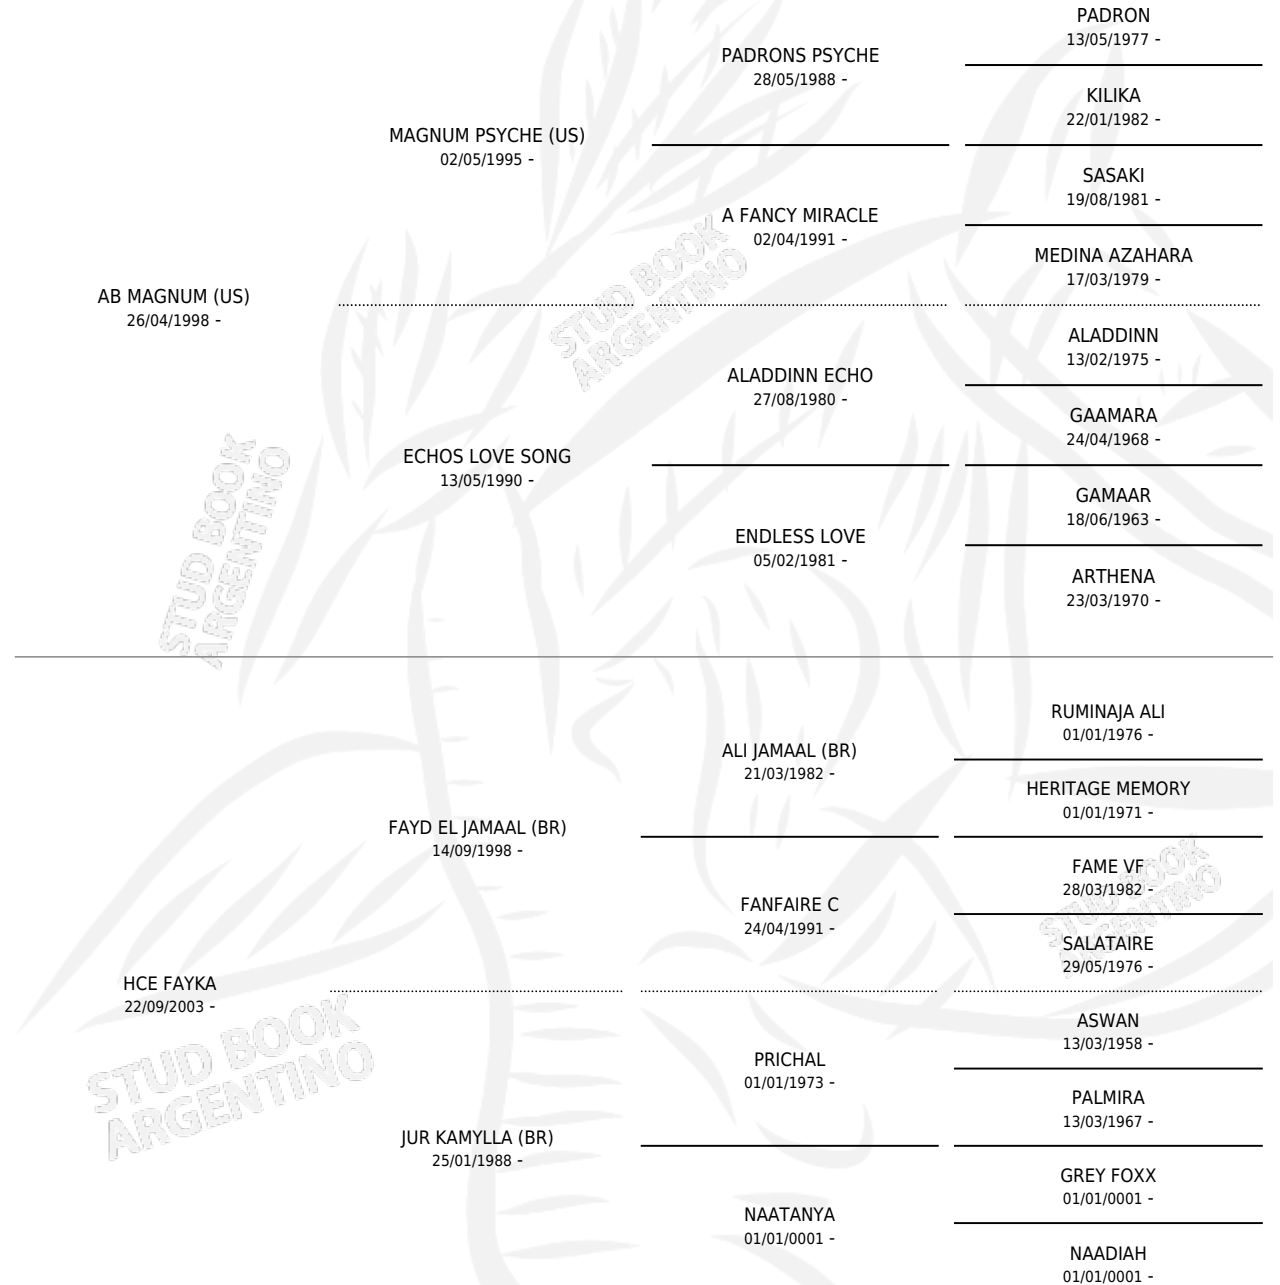 PADRON
13/05/1977 -
PADRONS PSYCHE
28/05/1988 -
KILIKA
22/01/1982 -
MAGNUM PSYCHE (US)
02/05/1995 -
SASAKI
19/08/1981 -
A FANCY MIRACLE
02/04/1991 -
MEDINA AZAHARA
17/03/1979 -
AB MAGNUM (US)
26/04/1998 -
ALADDINN
13/02/1975 -
ALADDINN ECHO
27/08/1980 -
GAAMARA
24/04/1968 -
ECHOS LOVE SONG
13/05/1990 -
GAMAAR
18/06/1963 -
ENDLESS LOVE
05/02/1981 -
ARTHENA
23/03/1970 -
RUMINAJA ALI
01/01/1976 -
ALI JAMAAL (BR)
21/03/1982 -
HERITAGE MEMORY
01/01/1971 -
FAYD EL JAMAAL (BR)
14/09/1998 -
FAME VF
28/03/1982 -
FANFAIRE C
24/04/1991 -
SALATAIRE
29/05/1976 -
HCE FAYKA
22/09/2003 -
ASWAN
13/03/1958 -
PRICHAL
01/01/1973 -
PALMIRA
13/03/1967 -
JUR KAMYLLA (BR)
25/01/1988 -
GREY FOXX
01/01/0001 -
NAATANYA
01/01/0001 -
NAADIAH
01/01/0001 -
STUD BOOK
ARGENTINO
STUD BOOK
ARGENTINO
STUD BOOK
ARGENTINO
STUD BOOK
ARGENTINO